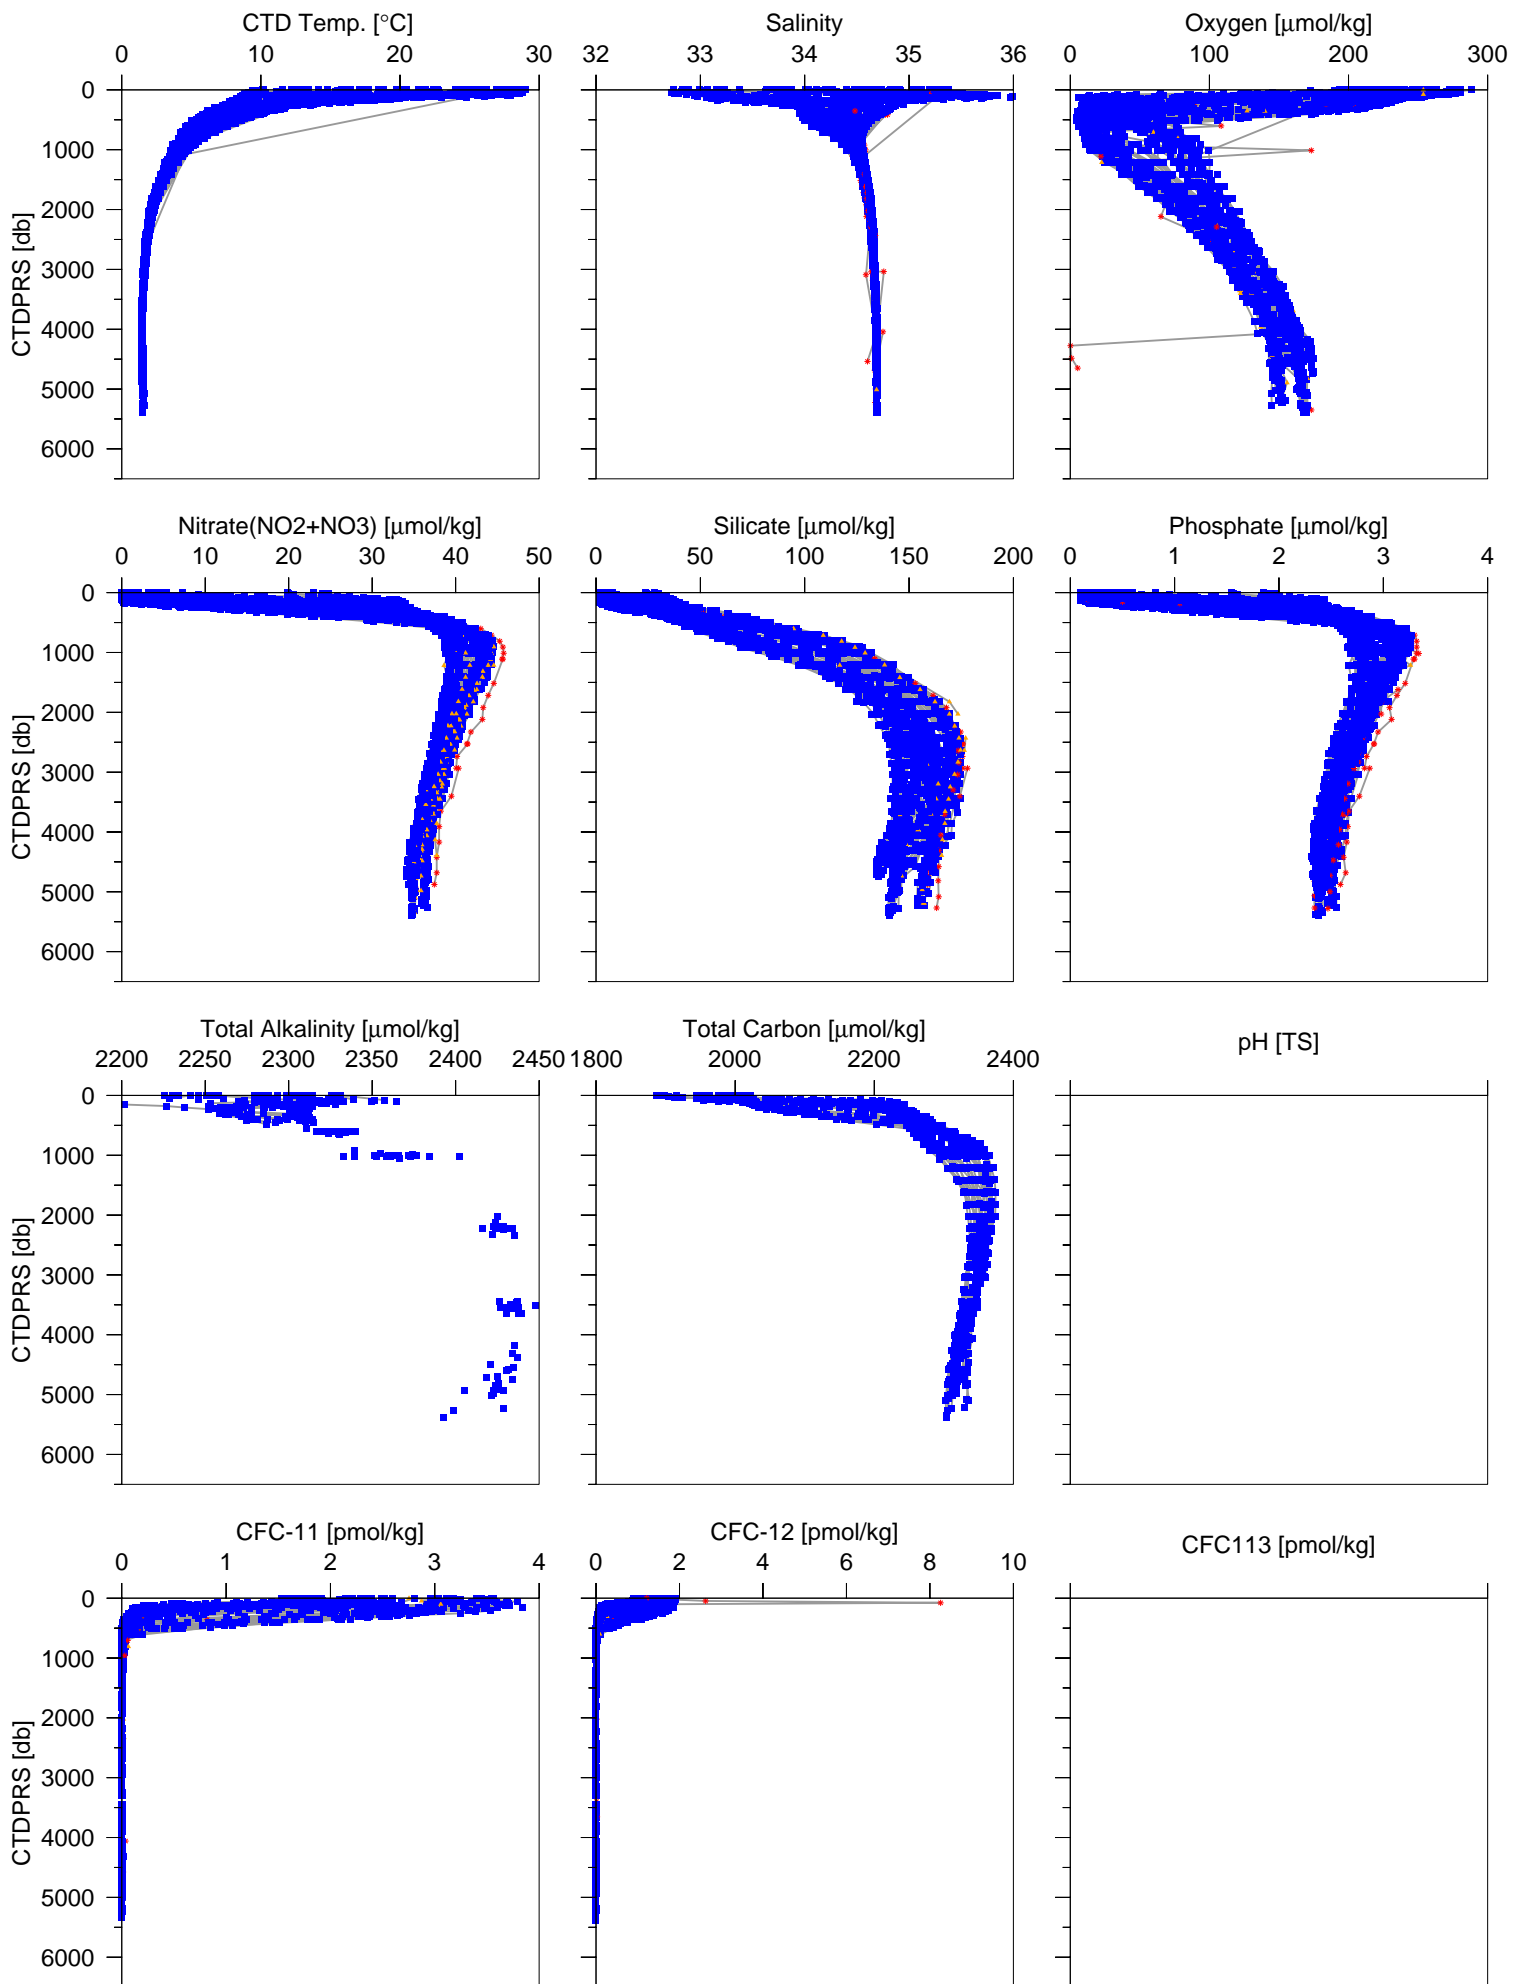 CTD Temp. [°C] Salinity Oxygen [μmol/kg]
0 10 20 30 32 33 34 35 36 0 100 200 300
0
1000
2000
3000
4000
5000
6000
CTDPRS [db]
Nitrate(NO2+NO3) [μmol/kg] Silicate [μmol/kg] Phosphate [μmol/kg]
0 10 20 30 40 50 0 50 100 150 200 0 1 2 3 4
0
1000
2000
3000
4000
5000
6000
CTDPRS [db]
Total Alkalinity [μmol/kg] Total Carbon [μmol/kg] pH [TS]
2200 2250 2300 2350 2400 2450 1800 2000 2200 2400
0
1000
2000
3000
4000
5000
6000
CTDPRS [db]
CFC-11 [pmol/kg] CFC-12 [pmol/kg] CFC113 [pmol/kg]
0 1 2 3 4 0 2 4 6 8 10
0
1000
2000
3000
4000
5000
6000
CTDPRS [db]